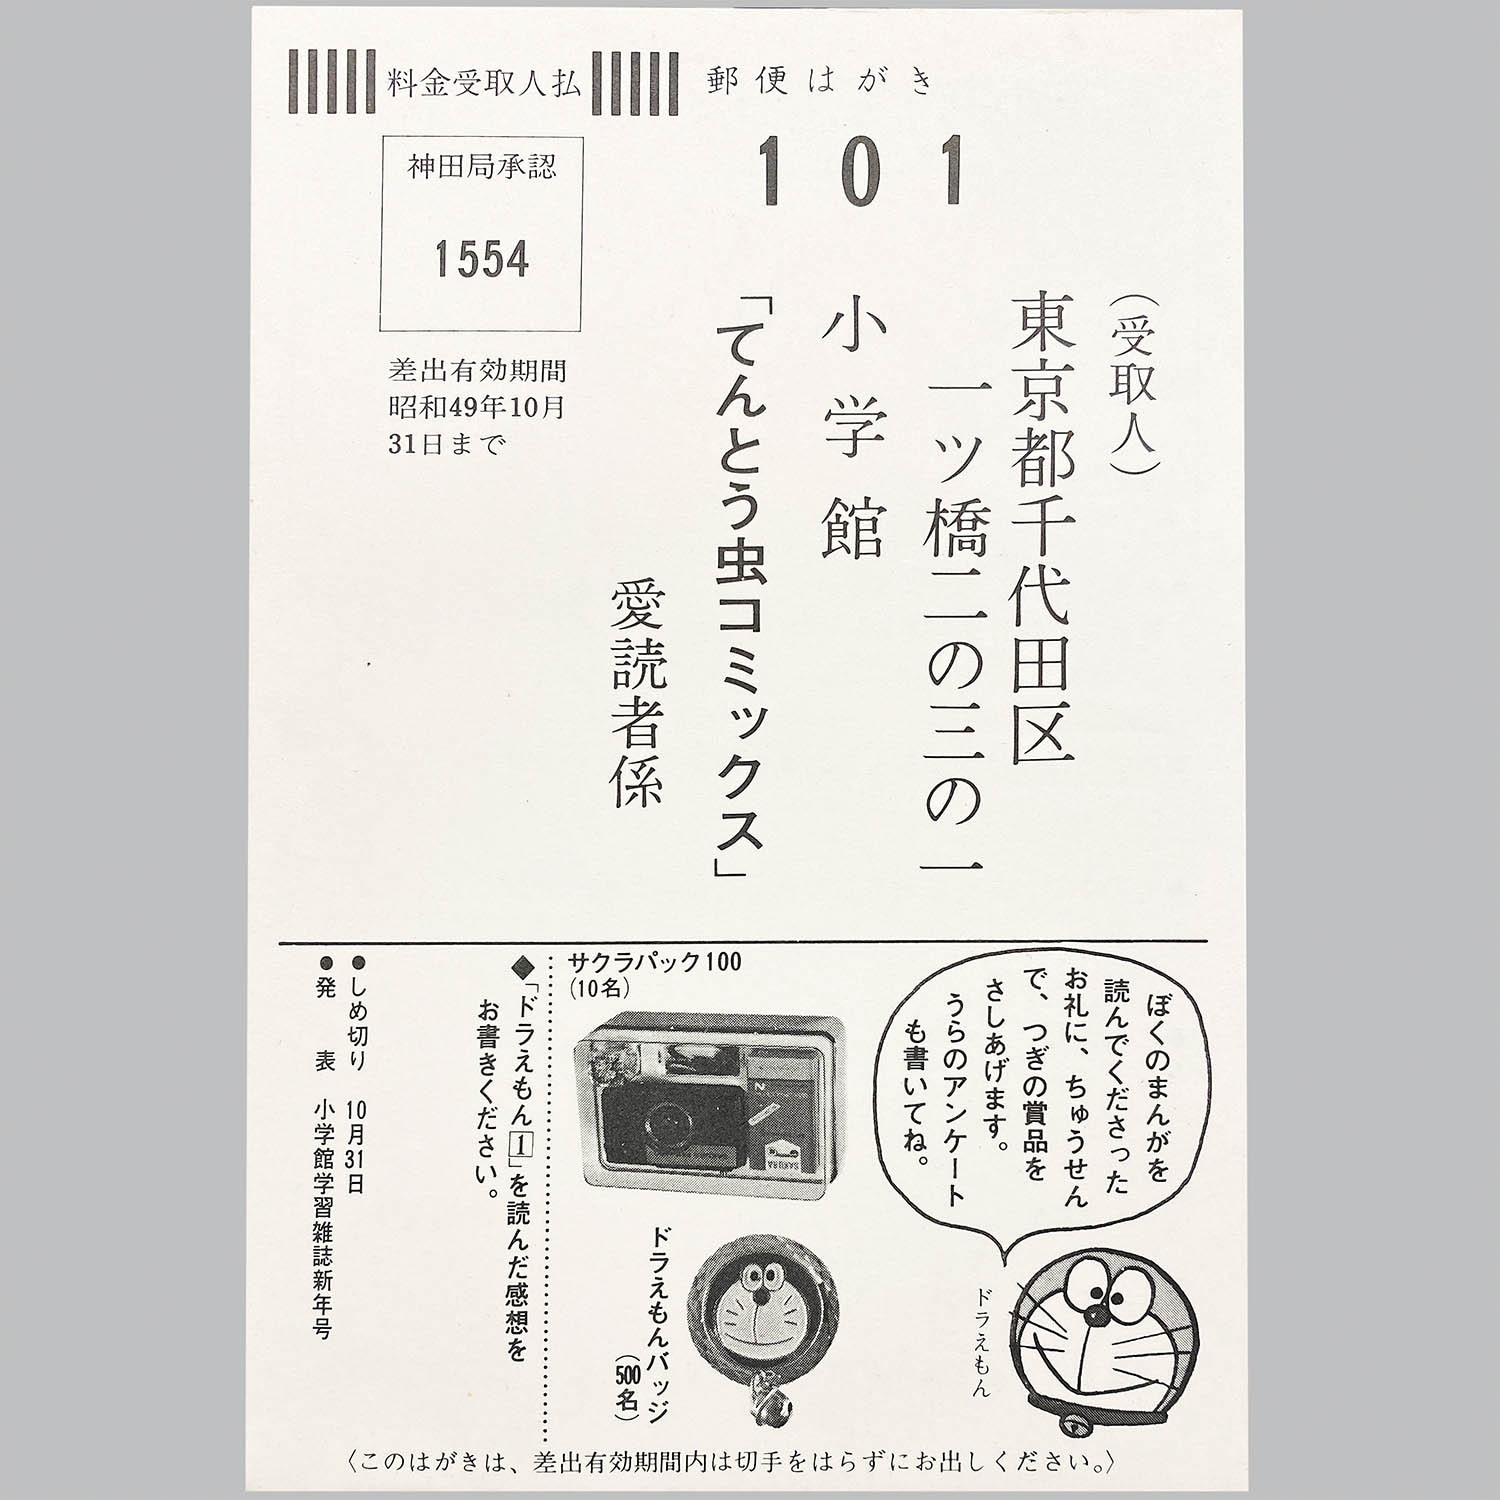 料金受取人払
郵便はがき
101
神田局承認
1554
差出有効期間
昭和49年10月
31日まで
(受取人)
東京都千代田区
一ツ橋二の三の一
小学館
「てんとう虫コミックス」
愛読者係
ぼくのまんがを
読んでくださった
お礼に、ちゅうせん
で、つぎの賞品を
さしあげます。
うらのアンケート
も書いてね。
ドラえもん
サクラパック100
(10名)
SAKURA
ドラえもんバッジ
(500名)
◆「ドラえもん1」を読んだ感想を
お書きください。
●しめ切り 10月31日
●発表 小学館学習雑誌新年号
〈このはがきは、差出有効期間内は切手をはらずにお出しください。〉